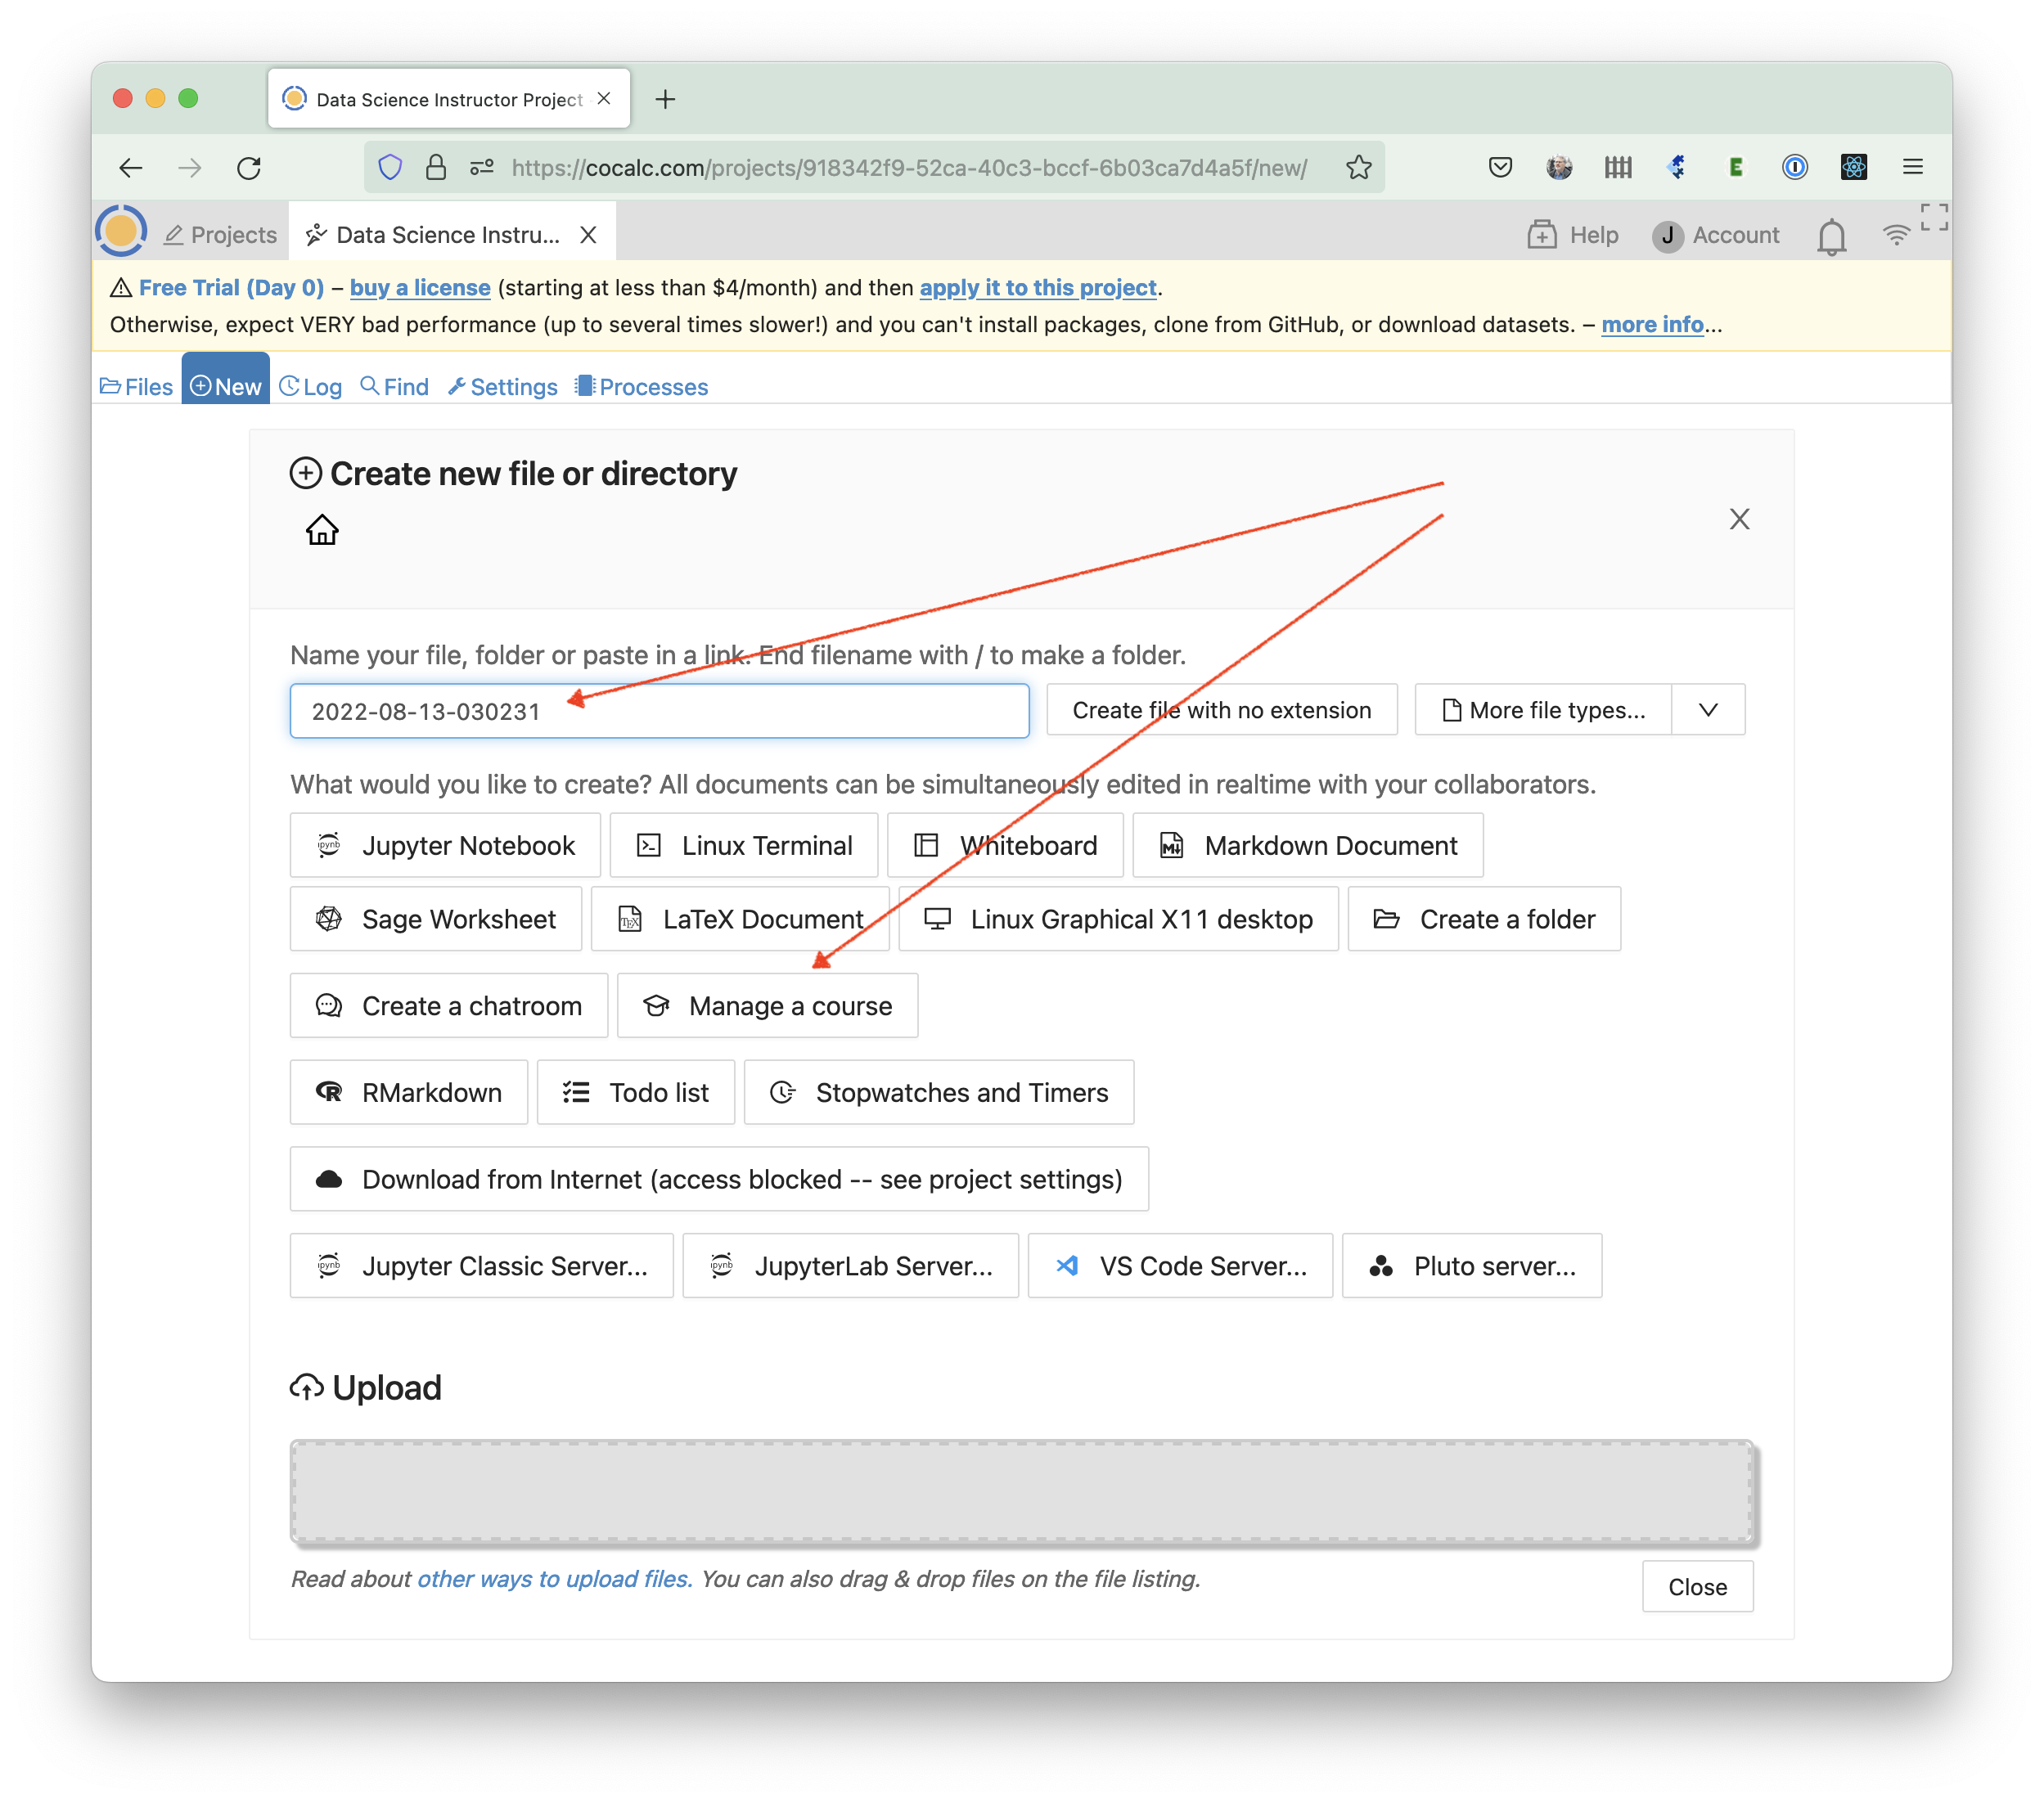 Data Science Instructor Project
https://cocalc.com/projects/918342f9-52ca-40c3-bccf-6b03ca7d4a5f/new/
Projects
Data Science Instru... X
Help
J Account
Free Trial (Day 0) – buy a license (starting at less than $4/month) and then apply it to this project.
Otherwise, expect VERY bad performance (up to several times slower!) and you can't install packages, clone from GitHub, or download datasets. – more info...
Files New Log Find Settings Processes
Create new file or directory
X
Name your file, folder or paste in a link. End filename with / to make a folder.
2022-08-13-030231
Create file with no extension
More file types...
What would you like to create? All documents can be simultaneously edited in realtime with your collaborators.
Jupyter Notebook
Linux Terminal
Whiteboard
Markdown Document
Sage Worksheet
LaTeX Document
Linux Graphical X11 desktop
Create a folder
Create a chatroom
Manage a course
RMarkdown
Todo list
Stopwatches and Timers
Download from Internet (access blocked -- see project settings)
Jupyter Classic Server...
JupyterLab Server...
VS Code Server...
Pluto server...
Upload
Read about other ways to upload files. You can also drag & drop files on the file listing.
Close